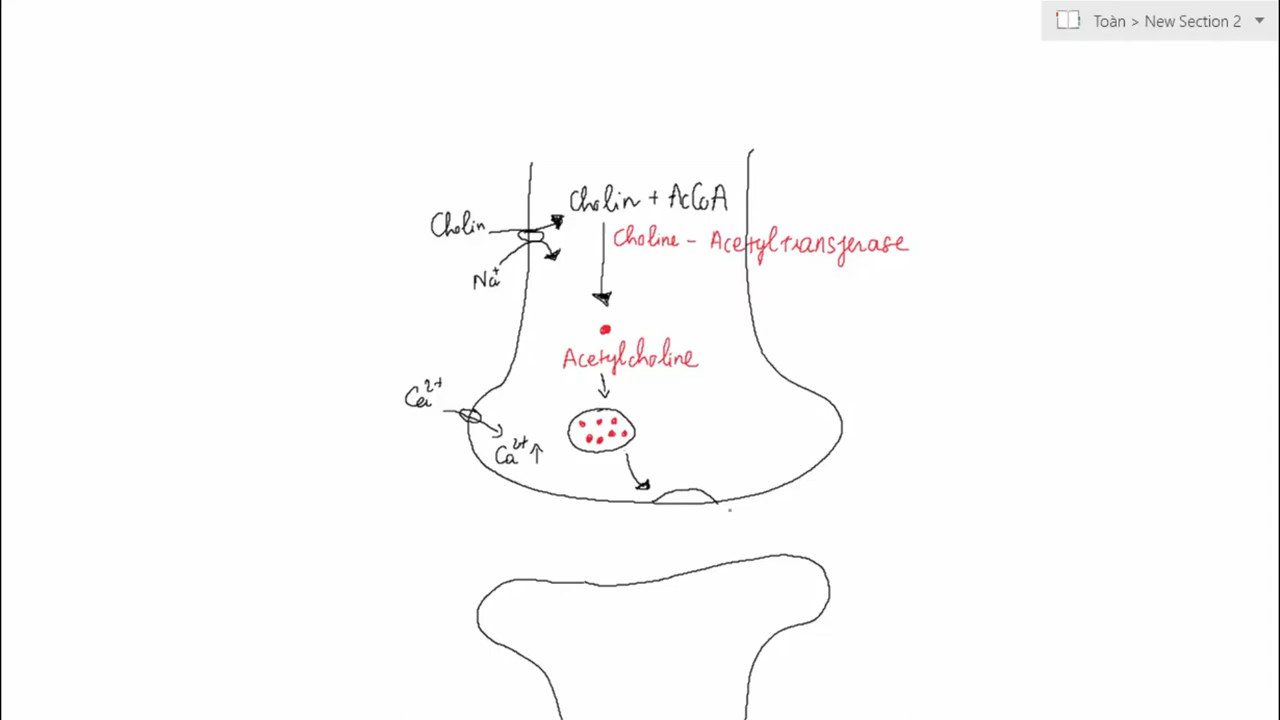 Toàn > New Section 2
Cholin + AcCoA
Cholin
Choline - Acetyltransferase
Na+
Acetylcholine
Ca2+
Ca2+ ↑